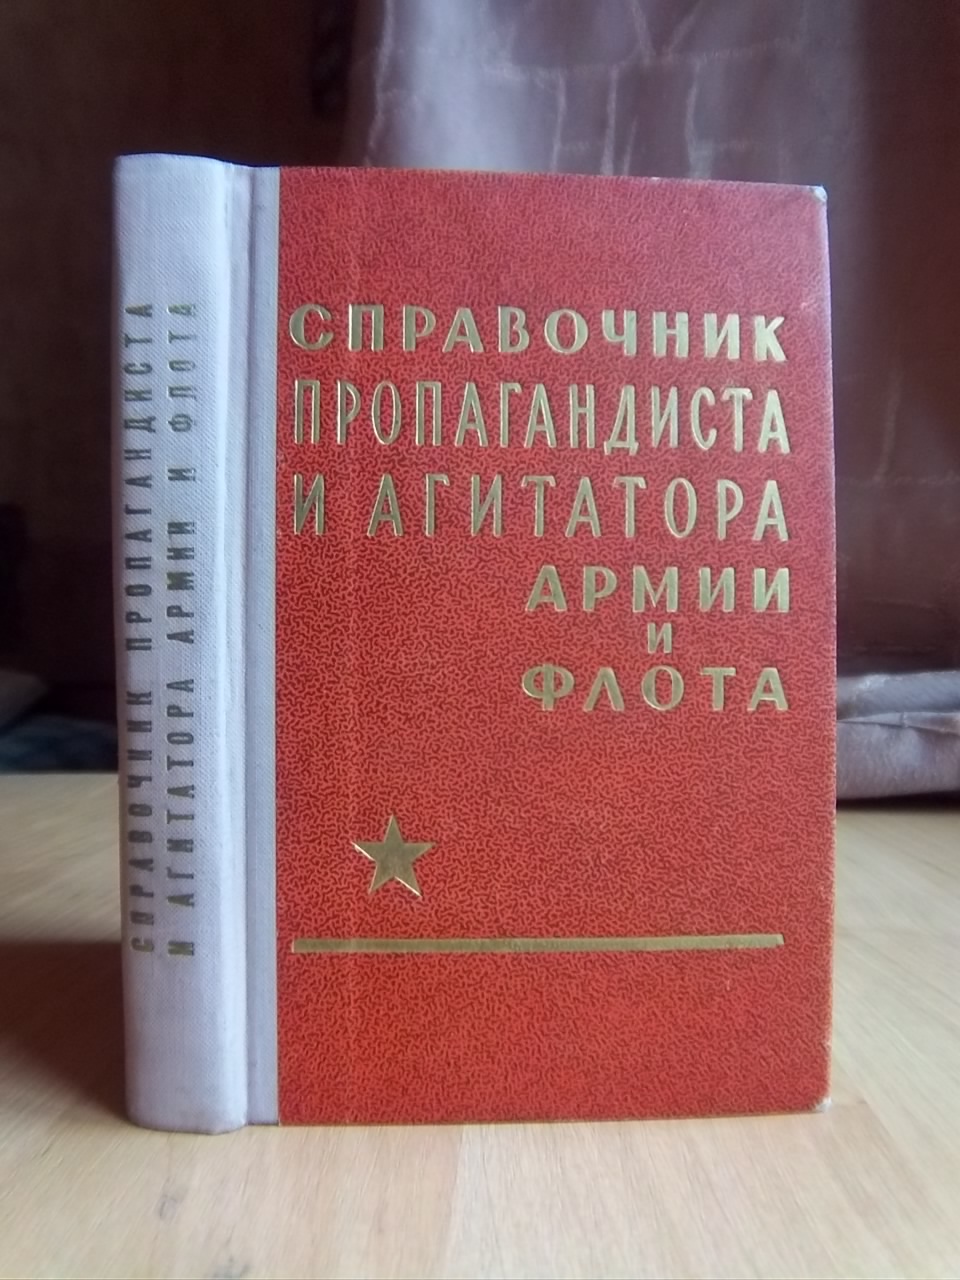 СПРАВОЧНИК ПРОПАГАНДИСТА
И АГИТАТОРА АРМИИ И ФЛОТА
СПРАВОЧНИК
ПРОПАГАНДИСТА
И АГИТАТОРА
АРМИИ
И
ФЛОТА